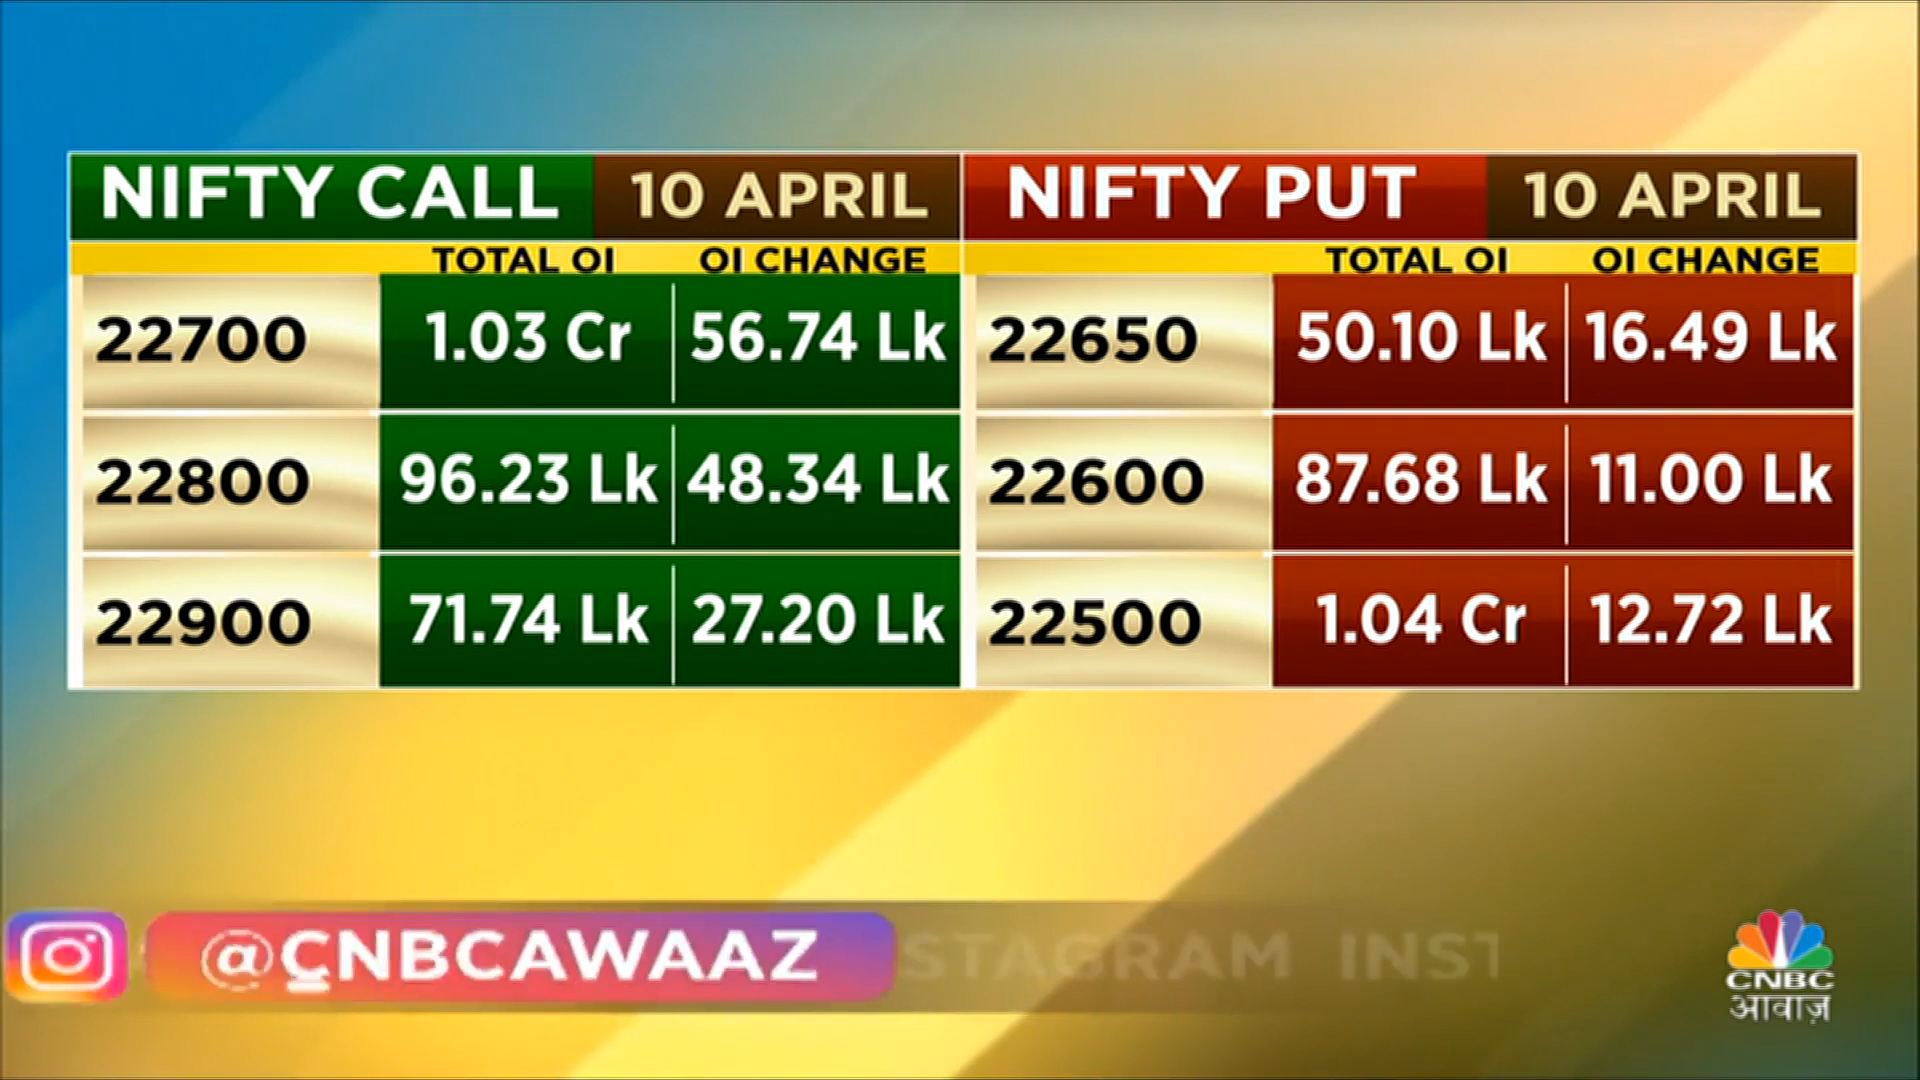 NIFTY CALL 10 APRIL NIFTY PUT 10 APRIL
TOTAL OI OI CHANGE TOTAL OI OI CHANGE
22700 1.03 Cr 56.74 Lk 22650 50.10 Lk 16.49 Lk
22800 96.23 Lk 48.34 Lk 22600 87.68 Lk 11.00 Lk
22900 71.74 Lk 27.20 Lk 22500 1.04 Cr 12.72 Lk
@CNBCAWAAZ STAGRAM INST
CNBC
आवाज़